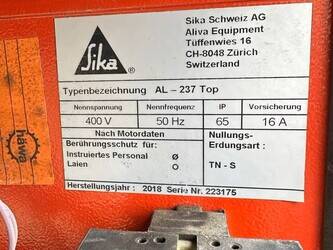 Sika®
Sika Schweiz AG
Aliva Equipment
Tüffenwies 16
CH-8048 Zürich
Switzerland
Typenbezeichnung AL - 237 Top
Nennspannung Nennfrequenz IP Vorsicherung
400 V 50 Hz 65 16 A
Nach Motordaten
Berührungsschutz für:
Instruiertes Personal ø
Laien o
Nullungs-
Erdungsart :
TN - S
Herstellungsjahr : 2018 Serie Nr. 223175
häwa